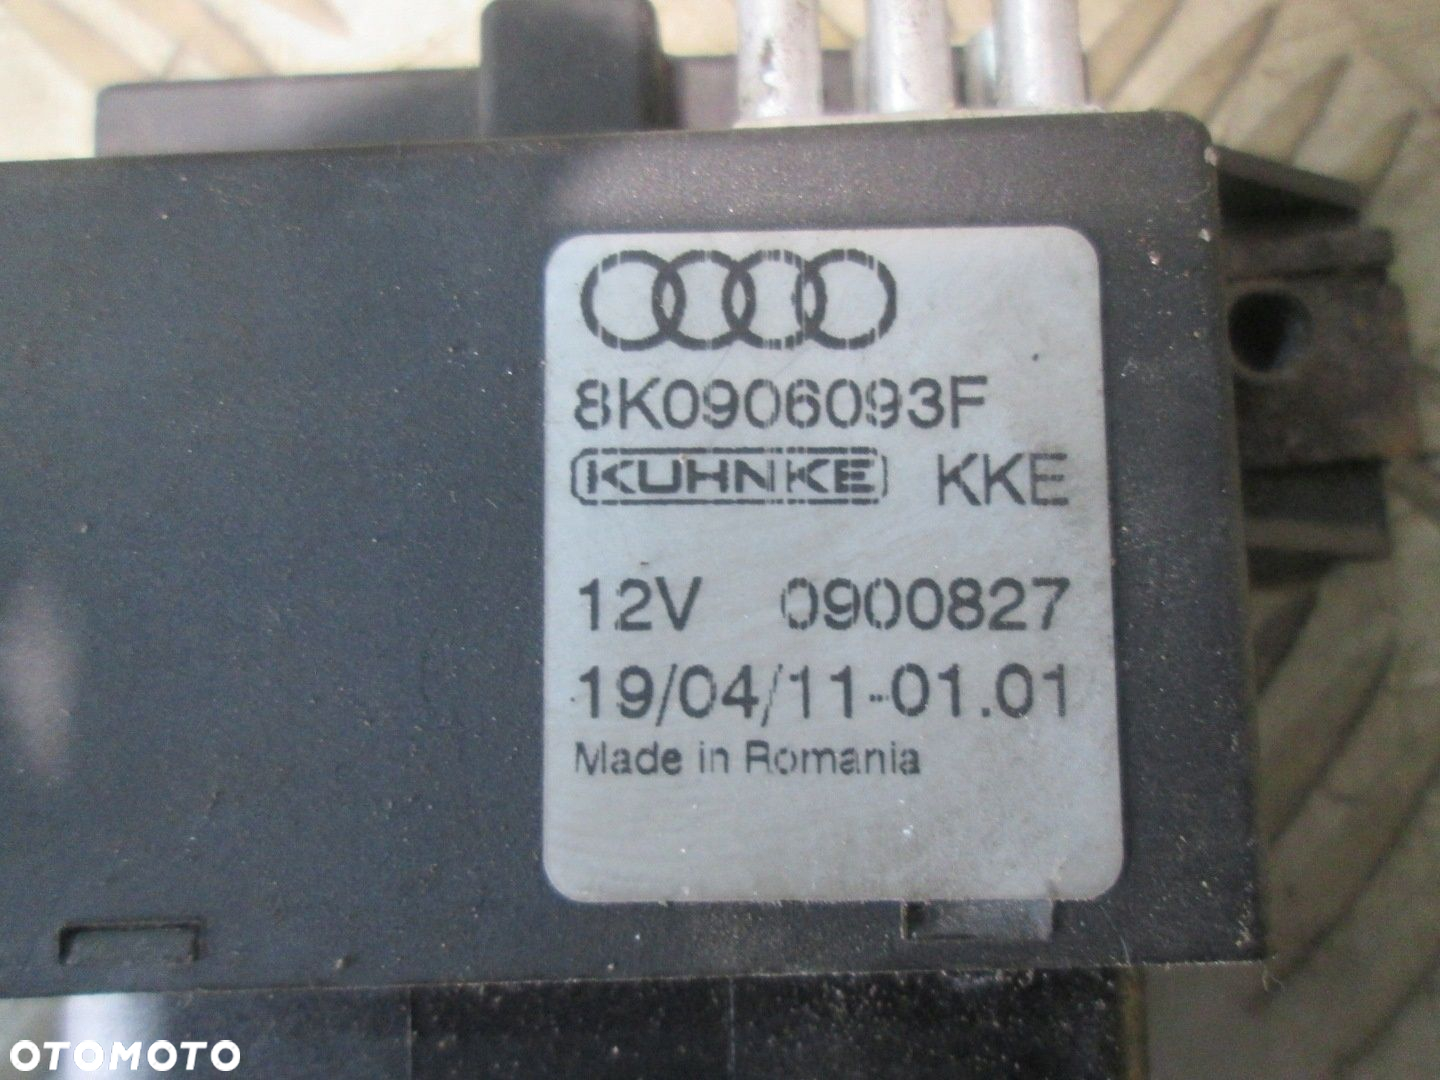 8K0906093F
KUHNKE KKE
12V 0900827
19/04/11-01.01
Made in Romania
OTOMOTO